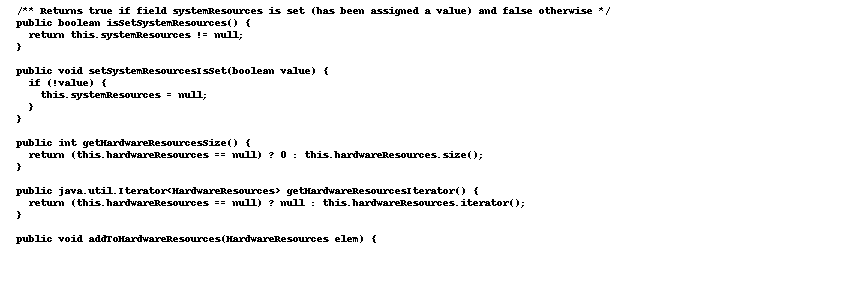 /** Returns true if field systemResources is set (has been assigned a value) and false otherwise */
public boolean isSetSystemResources() {
return this.systemResources != null;
}
public void setSystemResourcesIsSet(boolean value) {
if (!value) {
this.systemResources = null;
}
}
public int getHardwareResourcesSize() {
return (this.hardwareResources == null) ? 0 : this.hardwareResources.size();
}
public java.util.Iterator<HardwareResources> getHardwareResourcesIterator() {
return (this.hardwareResources == null) ? null : this.hardwareResources.iterator();
}
public void addToHardwareResources(HardwareResources elem) {